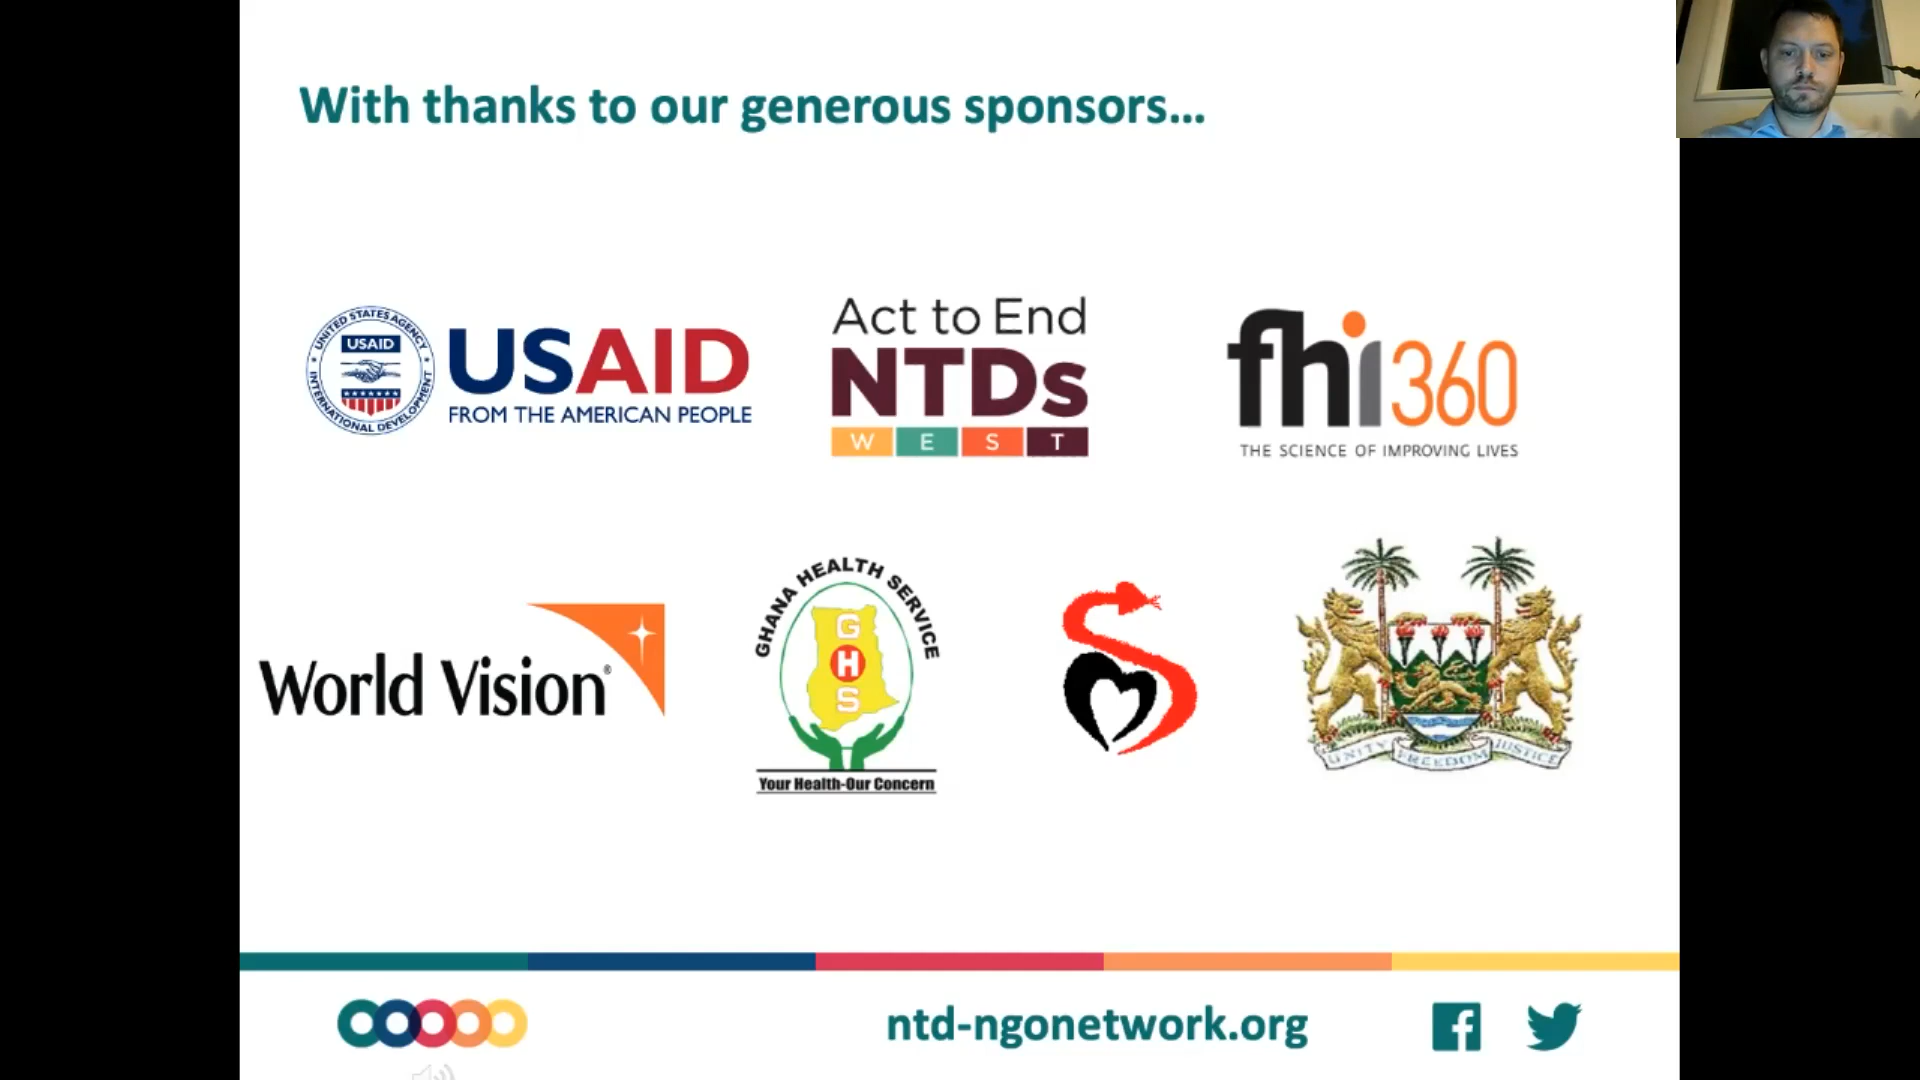 With thanks to our generous sponsors...
UNITED STATES AGENCY
USAID
INTERNATIONAL DEVELOPMENT
USAID
FROM THE AMERICAN PEOPLE
Act to End
NTDs
WEST
fhi360
THE SCIENCE OF IMPROVING LIVES
World Vision®
GHANA HEALTH SERVICE
G
H
S
Your Health-Our Concern
UNITY FREEDOM JUSTICE
ntd-ngonetwork.org